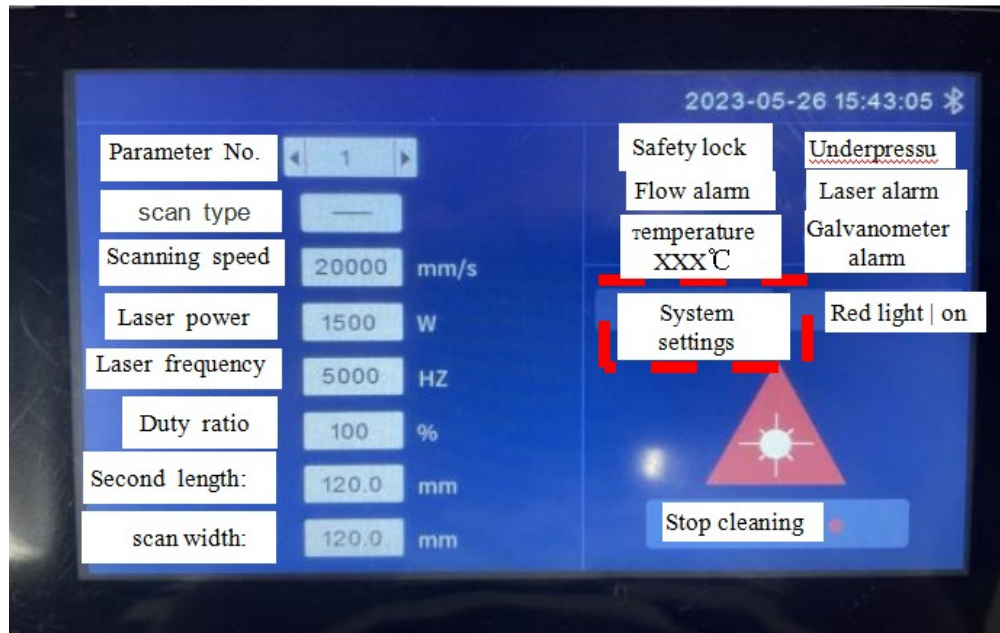 2023-05-26 15:43:05
Parameter No. 1
scan type —
Scanning speed 20000 mm/s
Laser power 1500 W
Laser frequency 5000 HZ
Duty ratio 100 %
Second length: 120.0 mm
scan width: 120.0 mm
Safety lock Underpressu
Flow alarm Laser alarm
Temperature
XXX℃
Galvanometer
alarm
System
settings
Red light | on
Stop cleaning